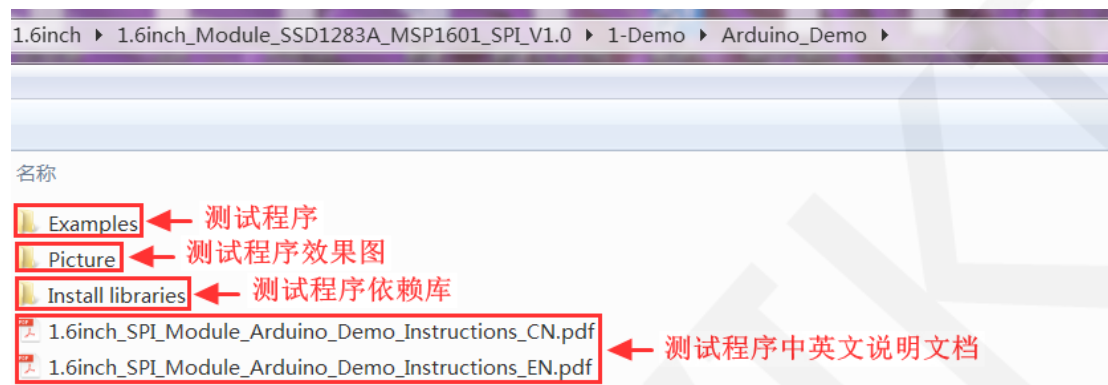 1.6inch ▸ 1.6inch_Module_SSD1283A_MSP1601_SPI_V1.0 ▸ 1-Demo ▸ Arduino_Demo ▸
名称
Examples 测试程序
Picture 测试程序效果图
Install libraries 测试程序依赖库
1.6inch_SPI_Module_Arduino_Demo_Instructions_CN.pdf
测试程序中英文说明文档
1.6inch_SPI_Module_Arduino_Demo_Instructions_EN.pdf